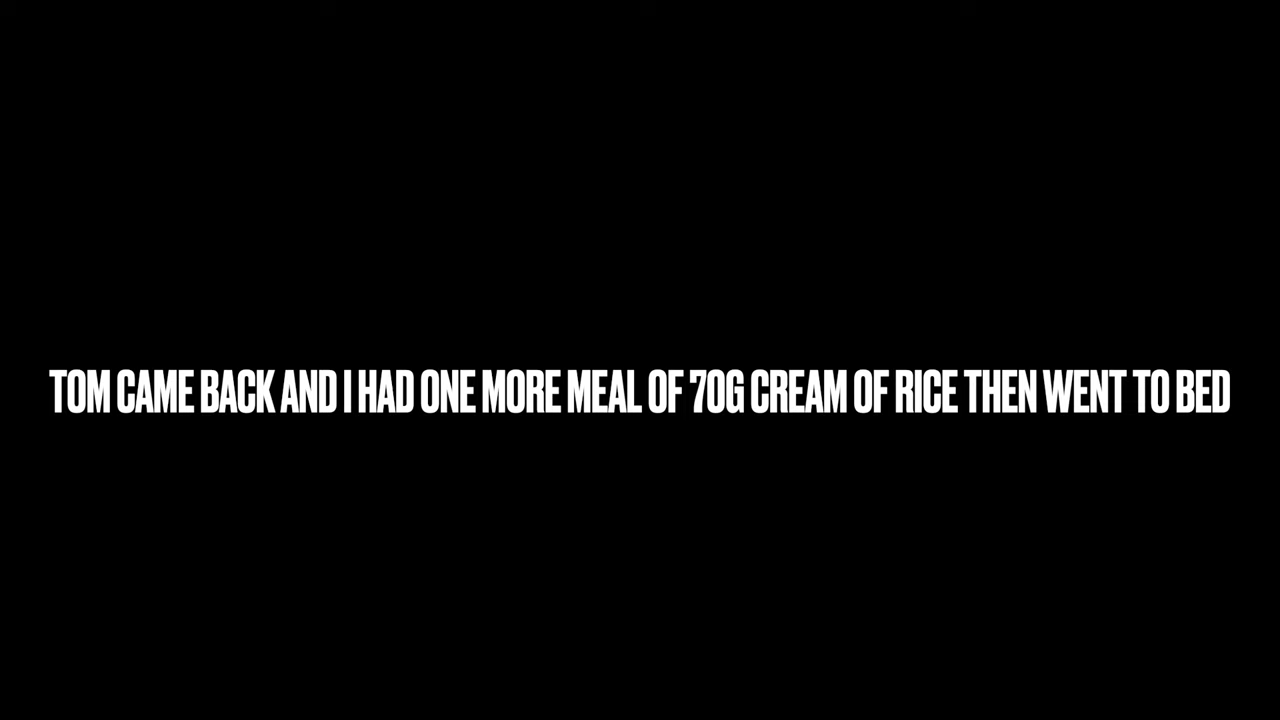 TOM CAME BACK AND I HAD ONE MORE MEAL OF 70G CREAM OF RICE THEN WENT TO BED